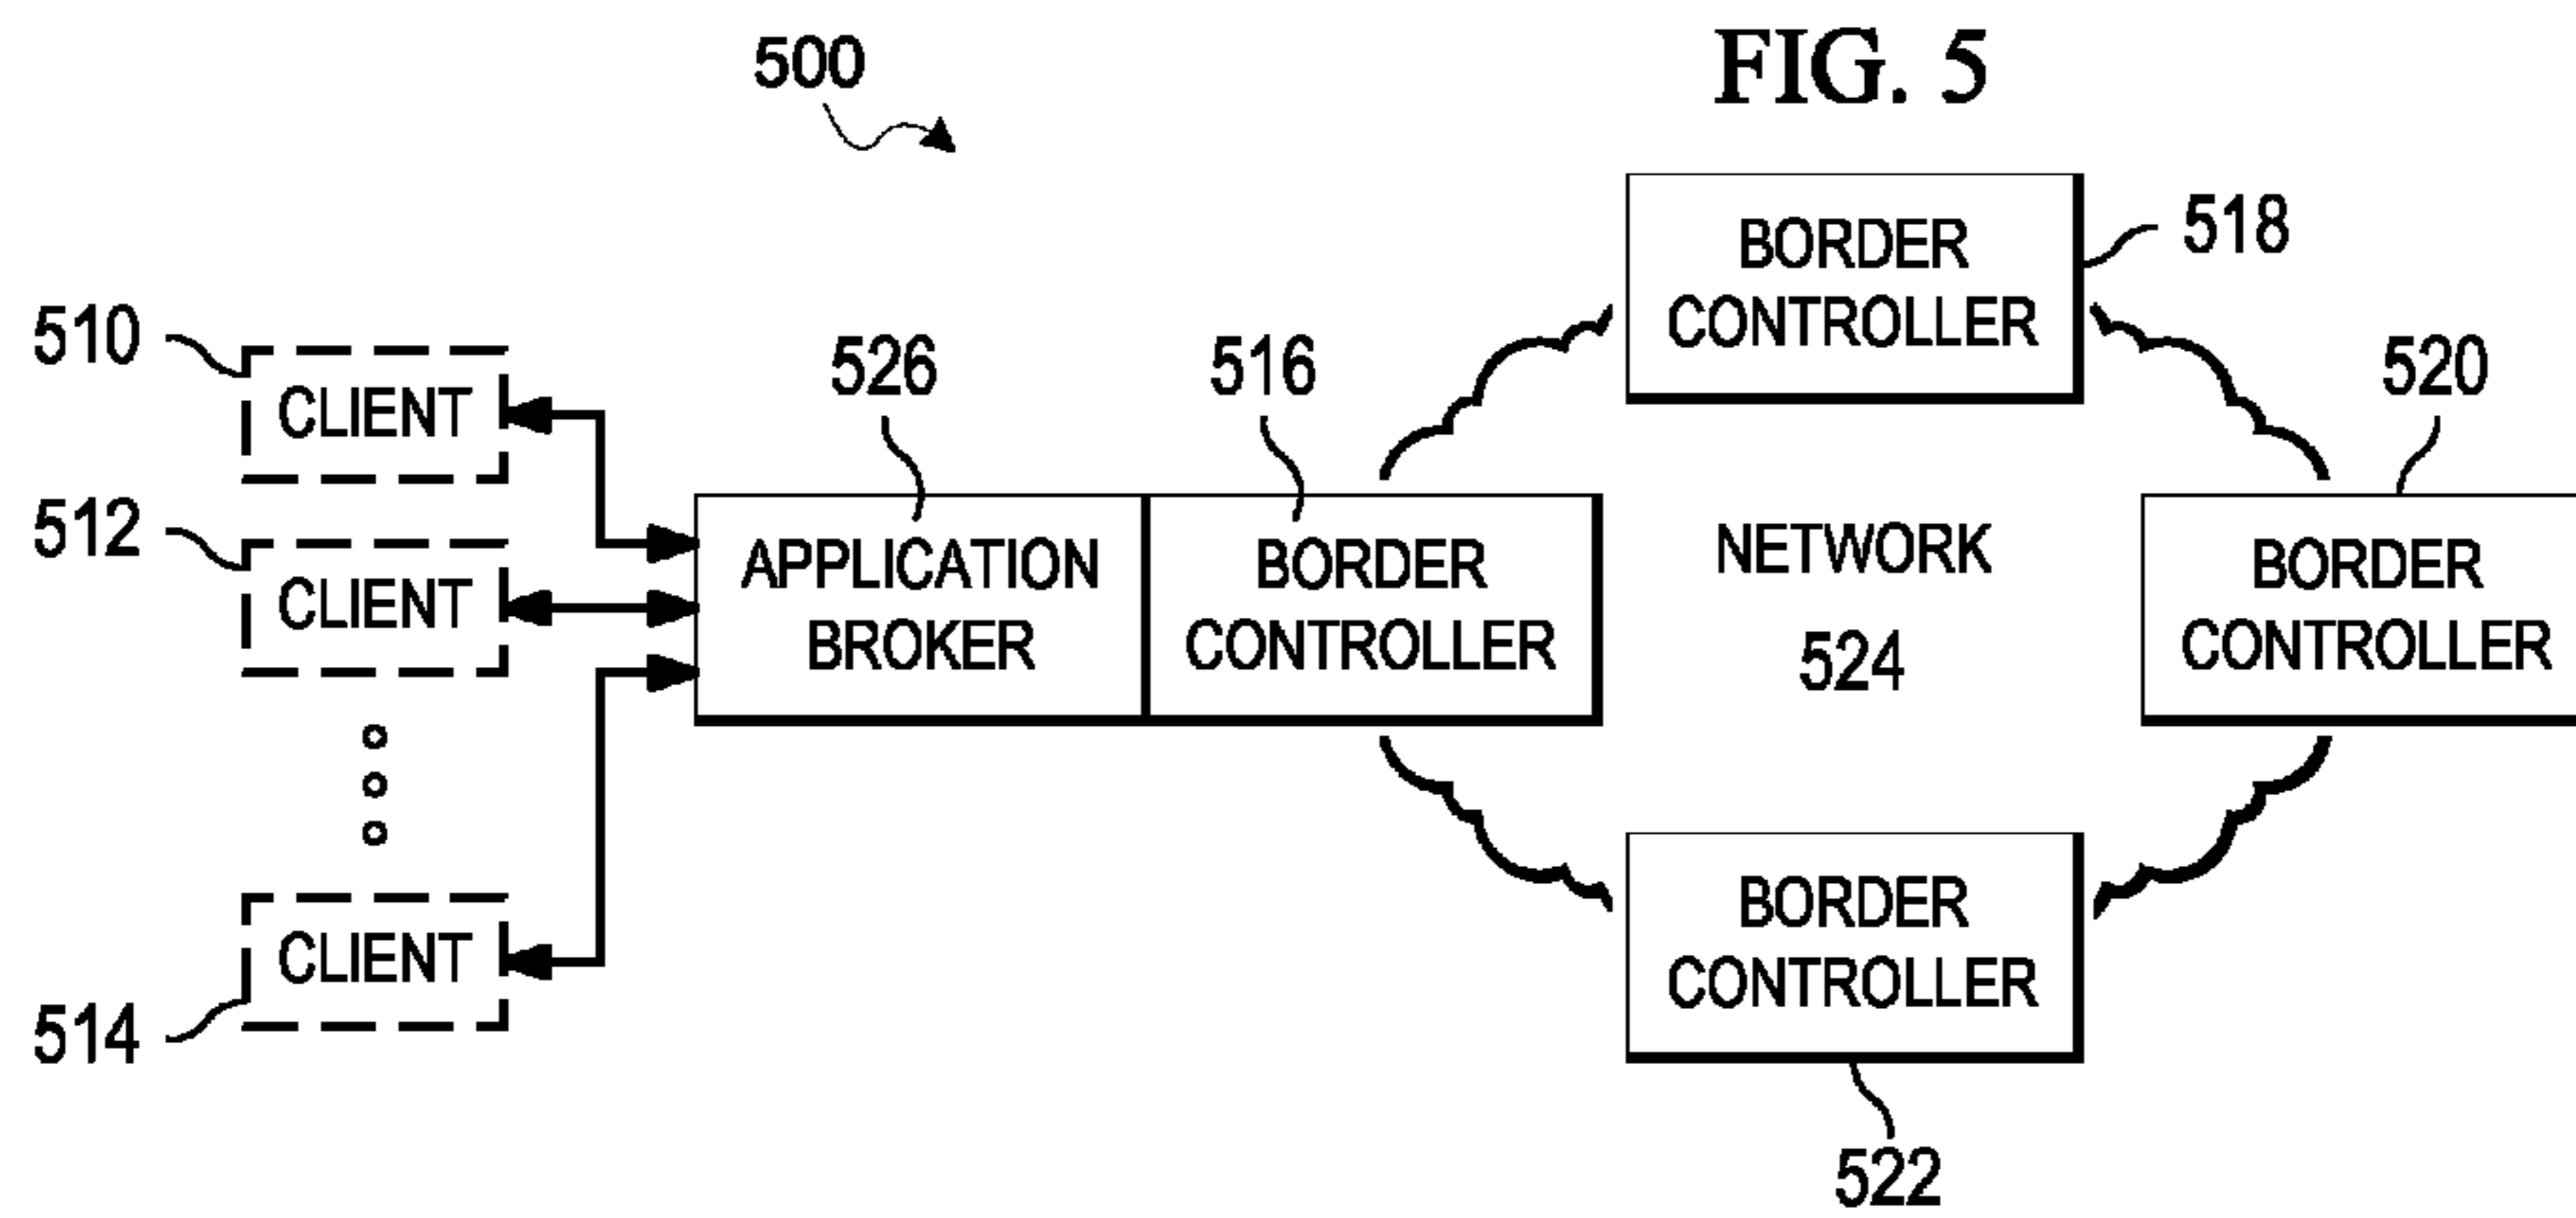 500
FIG. 5
BORDER
CONTROLLER
518
510
CLIENT
526
516
520
512
CLIENT
APPLICATION
BROKER
BORDER
CONTROLLER
NETWORK
524
BORDER
CONTROLLER
CLIENT
514
BORDER
CONTROLLER
522